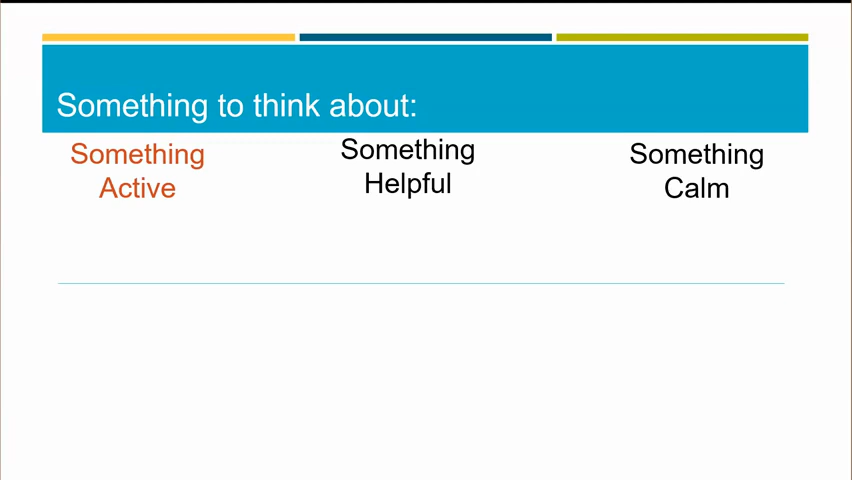 Something to think about:
Something
Active
Something
Helpful
Something
Calm